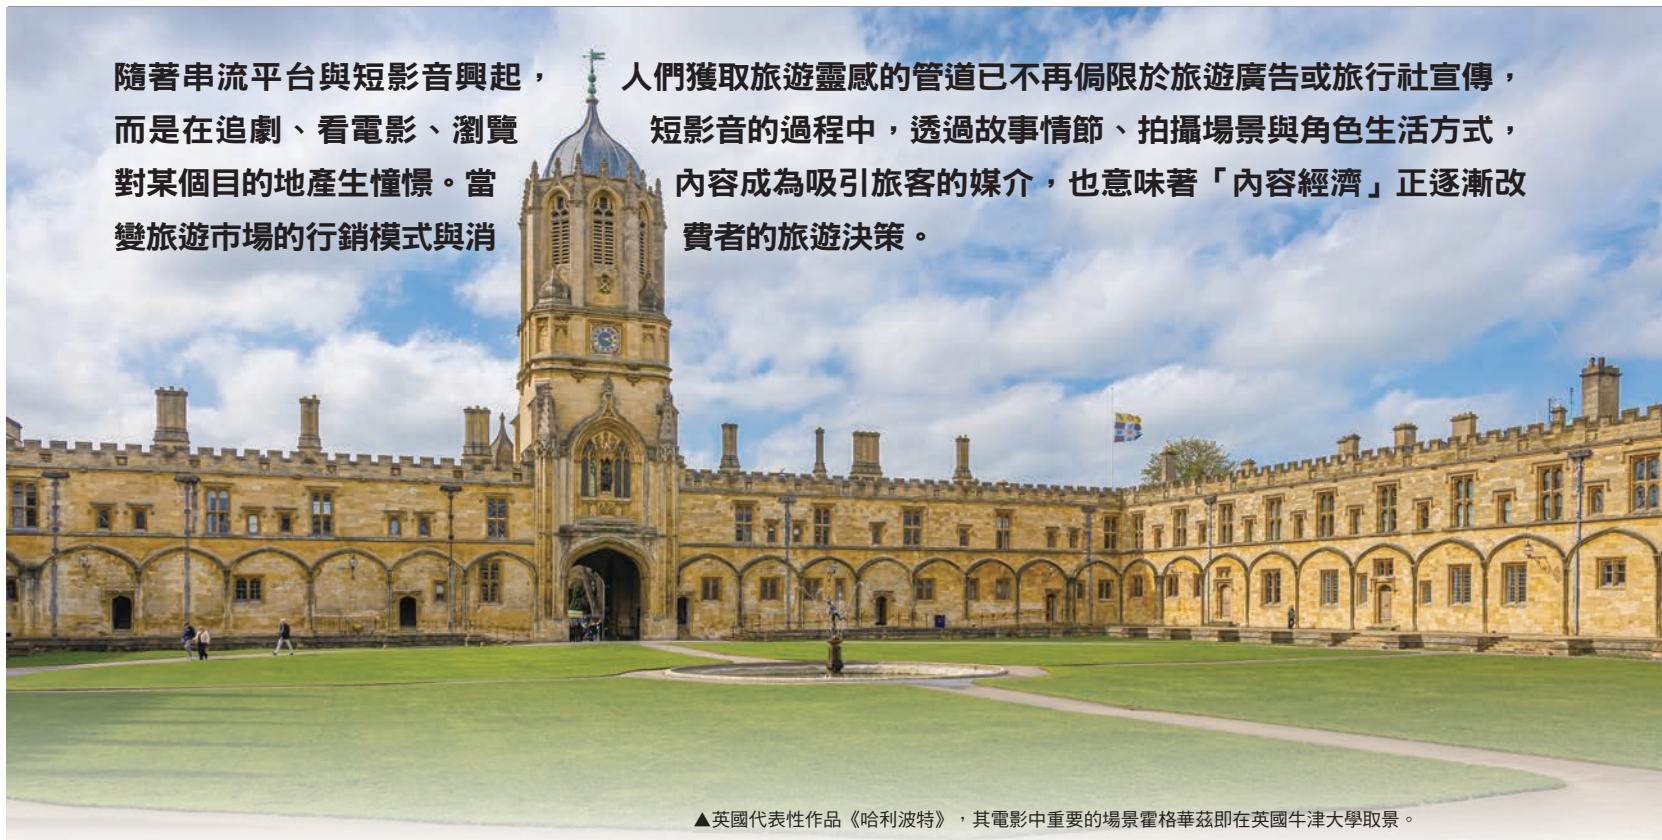 隨著串流平台與短影音興起，人們獲取旅遊靈感的管道已不再侷限於旅遊廣告或旅行社宣傳，
而是在追劇、看電影、瀏覽短影音的過程中，透過故事情節、拍攝場景與角色生活方式，
對某個目的地產生憧憬。當內容成為吸引旅客的媒介，也意味著「內容經濟」正逐漸改
變旅遊市場的行銷模式與消費者的旅遊決策。
▲英國代表性作品《哈利波特》，其電影中重要的場景霍格華茲即在英國牛津大學取景。